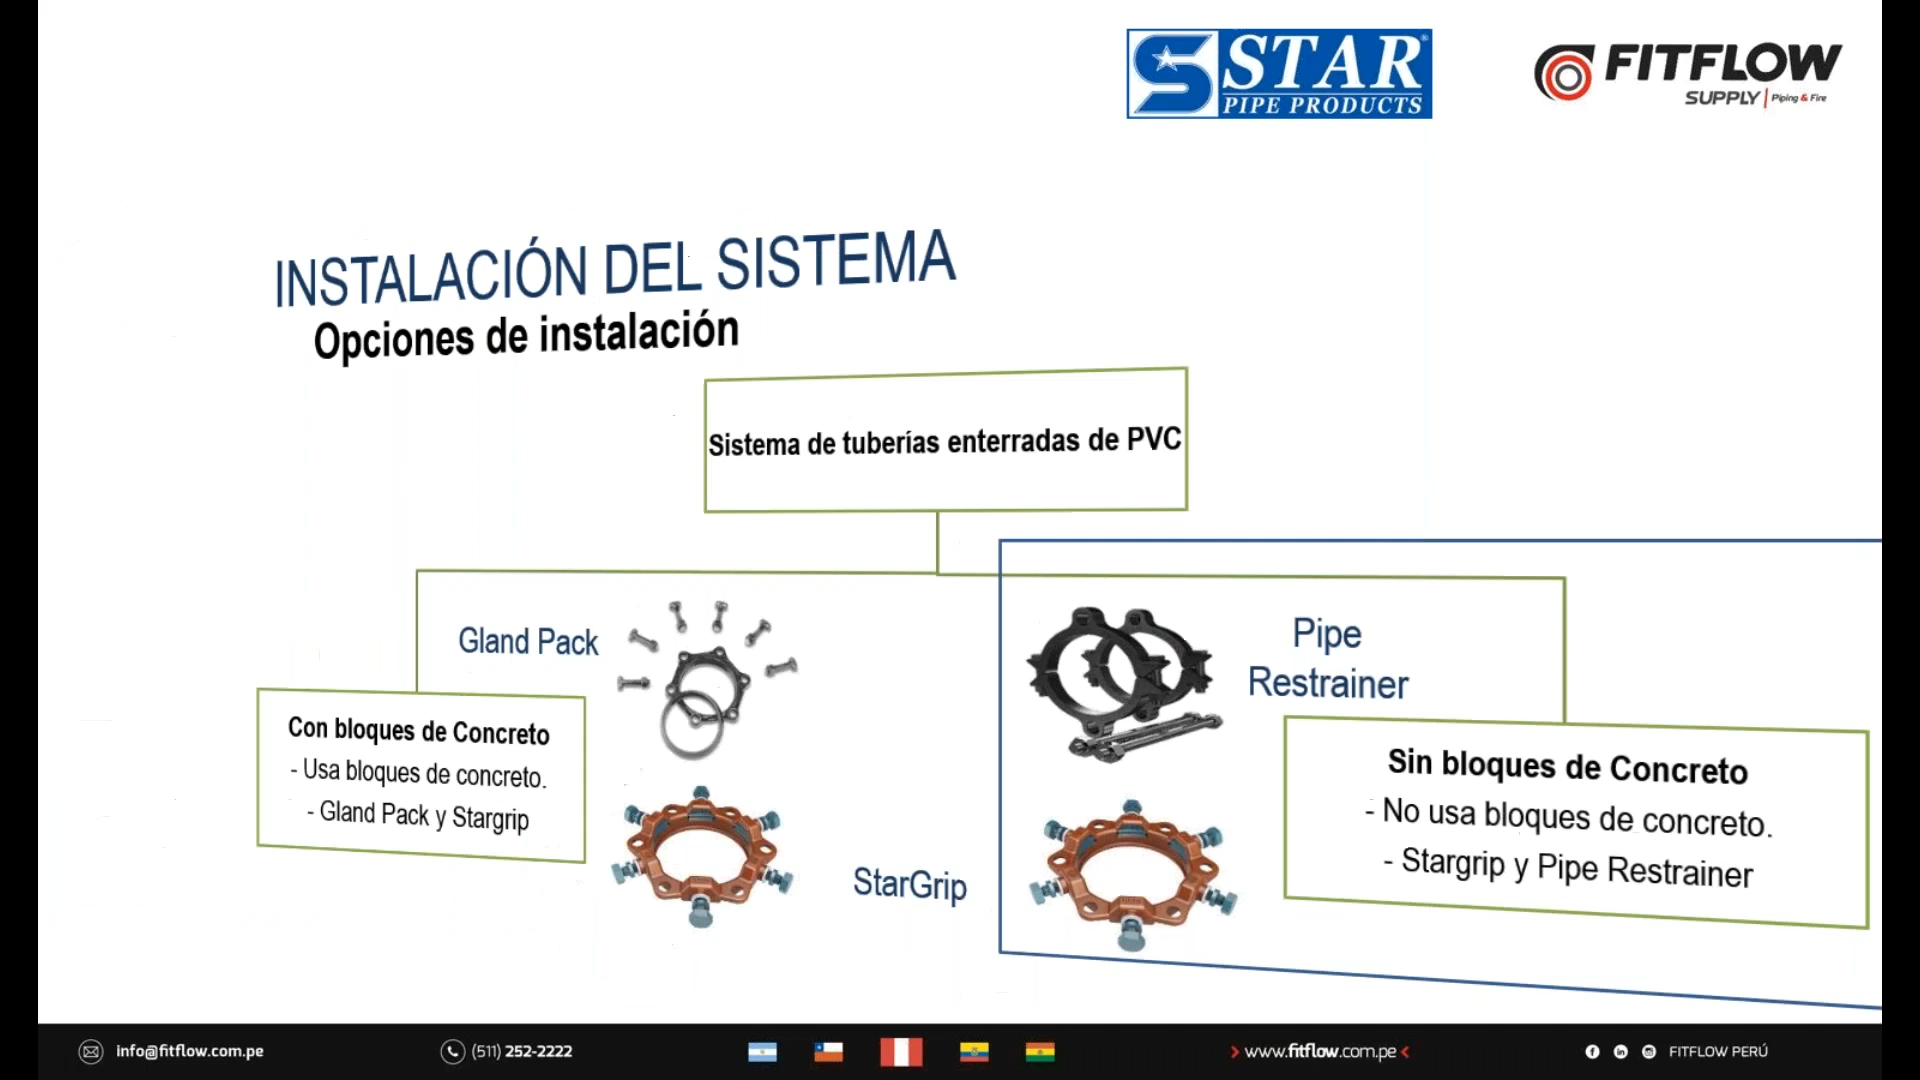 STAR
PIPE PRODUCTS
FITFLOW
SUPPLY | Piping & Fire
INSTALACIÓN DEL SISTEMA
Opciones de instalación
Sistema de tuberías enterradas de PVC
Gland Pack
Pipe
Restrainer
Con bloques de Concreto
- Usa bloques de concreto.
- Gland Pack y Stargrip
Sin bloques de Concreto
- No usa bloques de concreto.
- Stargrip y Pipe Restrainer
StarGrip
info@fitflow.com.pe
(511) 252-2222
www.fitflow.com.pe
FITFLOW PERÚ